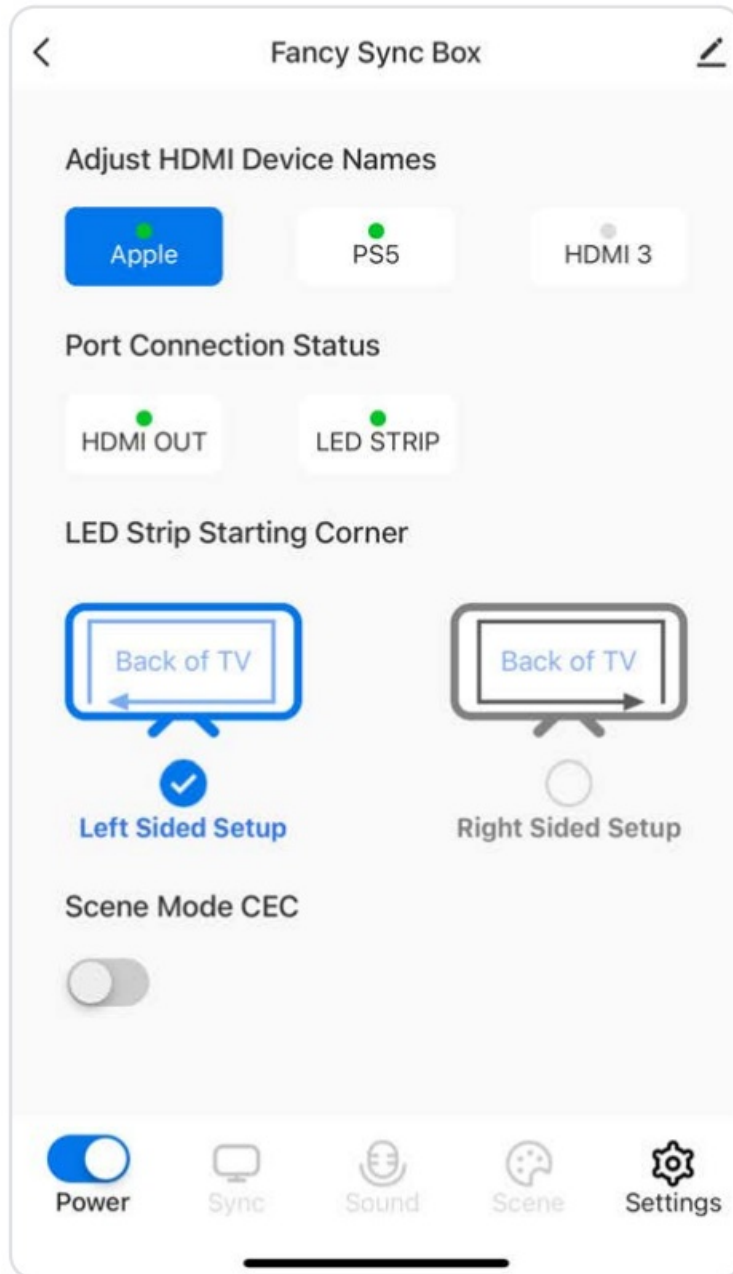 Fancy Sync Box
Adjust HDMI Device Names
Apple
PS5
HDMI 3
Port Connection Status
HDMI OUT
LED STRIP
LED Strip Starting Corner
Back of TV
Back of TV
Left Sided Setup
Right Sided Setup
Scene Mode CEC
Power
Sync
Sound
Scene
Settings